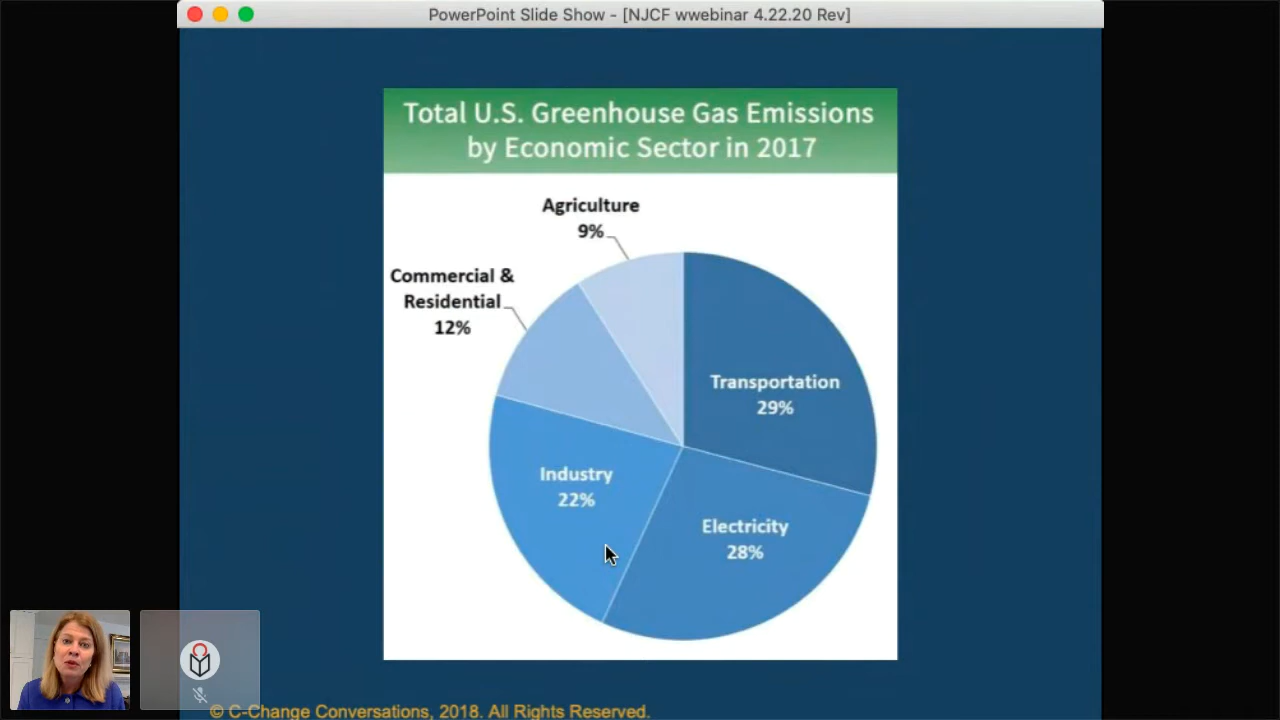 PowerPoint Slide Show - [NJCF wwebinar 4.22.20 Rev]
Total U.S. Greenhouse Gas Emissions
by Economic Sector in 2017
Agriculture
9%
Commercial &
Residential
12%
Transportation
29%
Industry
22%
Electricity
28%
© C-Change Conversations, 2018. All Rights Reserved.